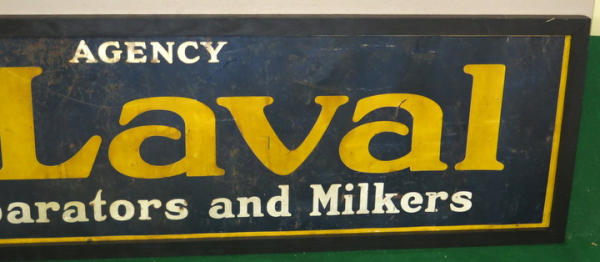 AGENCY
Laval
parators and Milkers